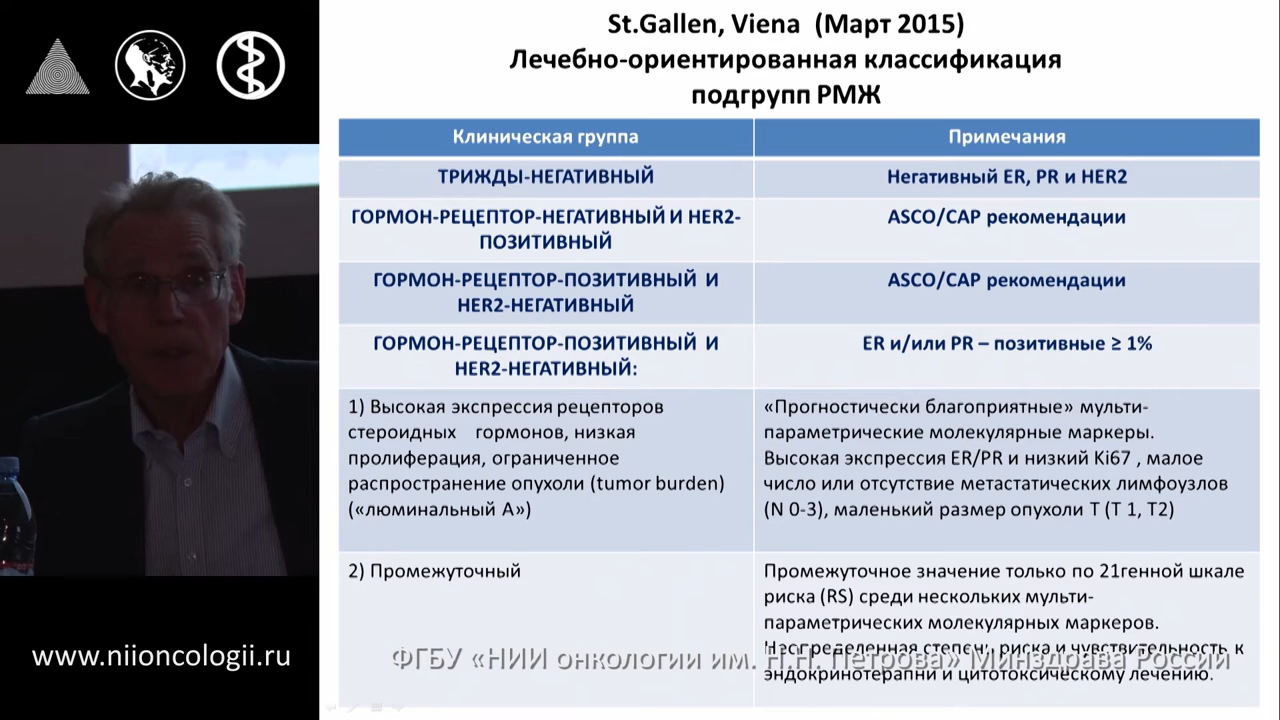 St.Gallen, Viena (Март 2015)
Лечебно-ориентированная классификация
подгрупп РМЖ
Клиническая группа
Примечания
ТРИЖДЫ-НЕГАТИВНЫЙ
Негативный ER, PR и HER2
ГОРМОН-РЕЦЕПТОР-НЕГАТИВНЫЙ И HER2-
ПОЗИТИВНЫЙ
ASCO/CAP рекомендации
ГОРМОН-РЕЦЕПТОР-ПОЗИТИВНЫЙ И
HER2-НЕГАТИВНЫЙ
ASCO/CAP рекомендации
ГОРМОН-РЕЦЕПТОР-ПОЗИТИВНЫЙ И
HER2-НЕГАТИВНЫЙ:
ER и/или PR – позитивные ≥ 1%
1) Высокая экспрессия рецепторов
стероидных гормонов, низкая
пролиферация, ограниченное
распространение опухоли (tumor burden)
(«люминальный А»)
«Прогностически благоприятные» мульти-
параметрические молекулярные маркеры.
Высокая экспрессия ER/PR и низкий Ki67 , малое
число или отсутствие метастатических лимфоузлов
(N 0-3), маленький размер опухоли T (T 1, T2)
2) Промежуточный
Промежуточное значение только по 21генной шкале
риска (RS) среди нескольких мульти-
параметрических молекулярных маркеров.
Неопределенная степень риска и чувствительность к
эндокринотерапии и цитотоксическому лечению.
www.niioncologii.ru
ФГБУ «НИИ онкологии им. Н.Н. Петрова» Минздрава России